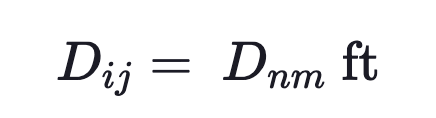 D_{ij} = D_{nm} ft